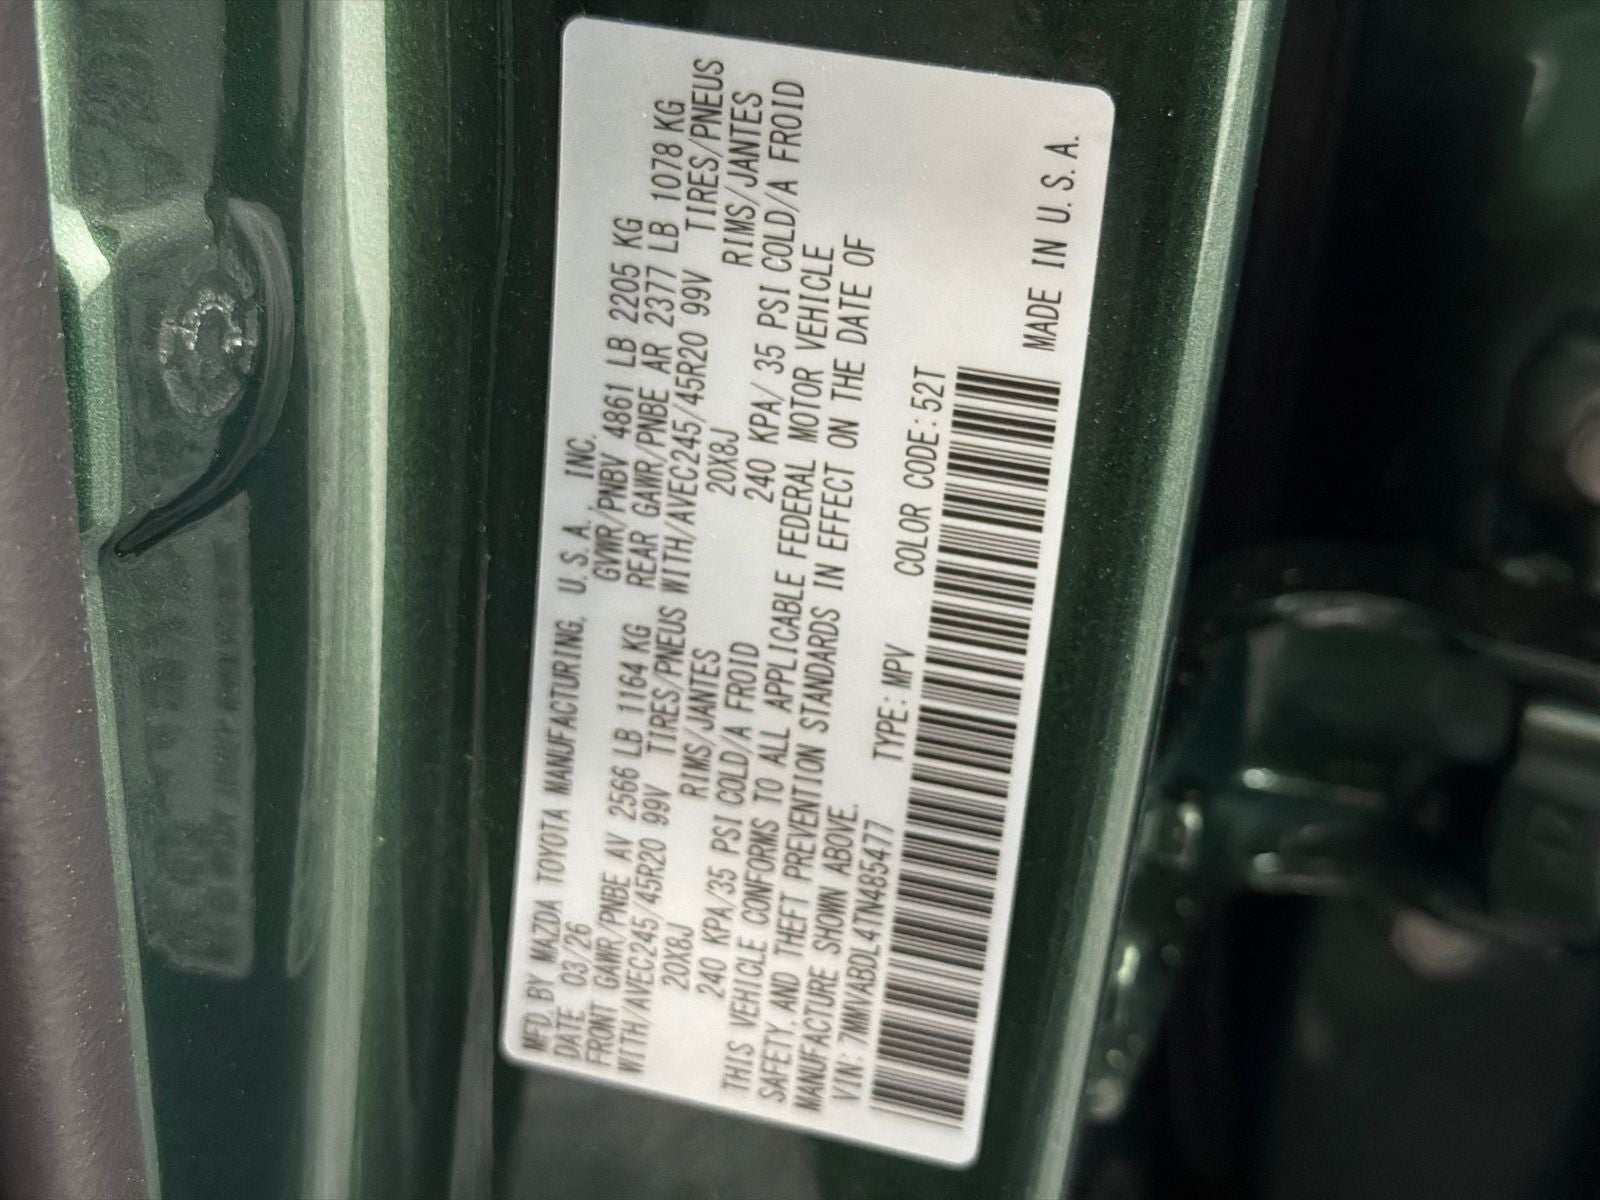 MFD. BY MAZDA TOYOTA MANUFACTURING, U.S.A., INC.
DATE 03/26 GVWR/PNBV 4861 LB 2205 KG
FRONT GAWR/PNBE AV 2566 LB 1164 KG REAR GAWR/PNBE AR 2377 LB 1078 KG
WITH/AVEC245/45R20 99V TIRES/PNEUS WITH/AVEC245/45R20 99V TIRES/PNEUS
20X8J RIMS/JANTES 20X8J RIMS/JANTES
240 KPA/35 PSI COLD/A FROID 240 KPA/ 35 PSI COLD/A FROID
THIS VEHICLE CONFORMS TO ALL APPLICABLE FEDERAL MOTOR VEHICLE
SAFETY, AND THEFT PREVENTION STANDARDS IN EFFECT ON THE DATE OF
MANUFACTURE SHOWN ABOVE.
VIN: 7MMVABDL4TN485477 TYPE: MPV COLOR CODE: 52T
MADE IN U.S.A.